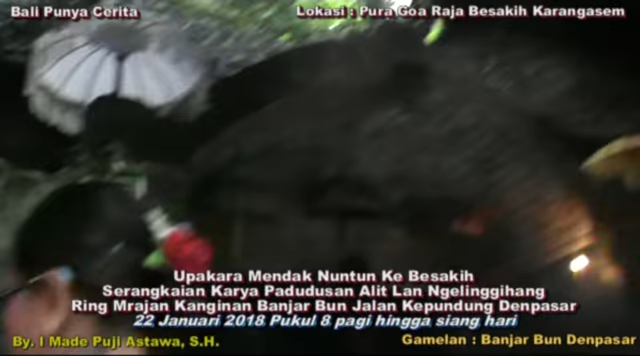 Bali Punya Cerita
Lokasi : Pura Goa Raja Besakih Karangasem
Upakara Mendak Nuntun Ke Besakih
Serangkaian Karya Padudusan Alit Lan Ngelinggihang
Ring Mrajan Kanginan Banjar Bun Jalan Kepundung Denpasar
22 Januari 2018 Pukul 8 pagi hingga siang hari
By. I Made Puji Astawa, S.H.
Gamelan : Banjar Bun Denpasar